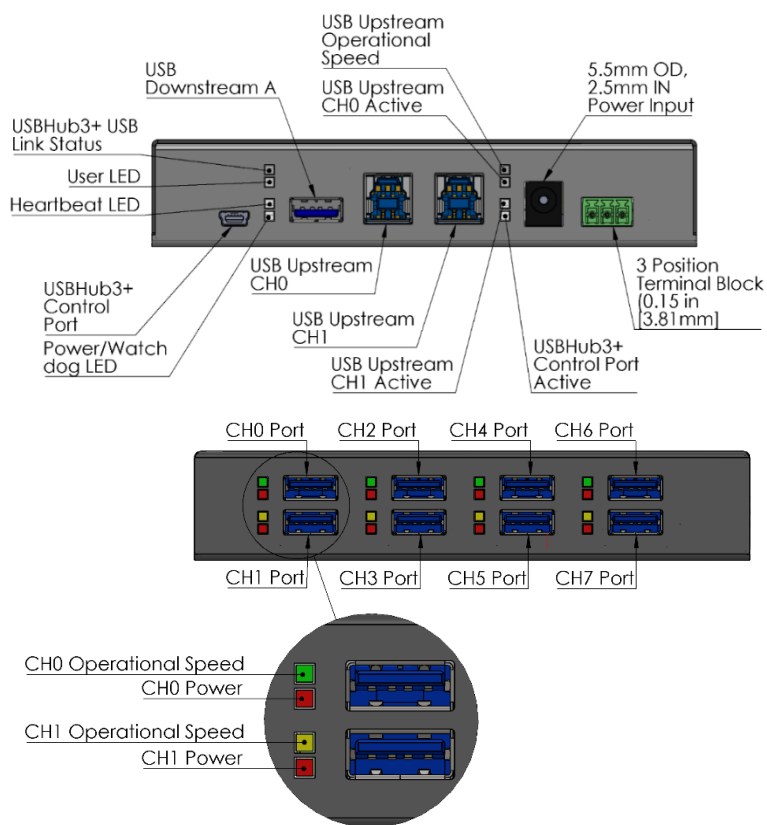 USB Upstream
Operational
Speed
USB
Downstream A
USB Upstream
CH0 Active
5.5mm OD,
2.5mm IN
Power Input
USBHub3+ USB
Link Status
User LED
Heartbeat LED
USBHub3+
Control
Port
Power/Watch
dog LED
USB Upstream
CH0
USB Upstream
CH1
USB Upstream
CH1 Active
USBHub3+
Control Port
Active
3 Position
Terminal Block
(0.15 in
[3.81mm]
CH0 Port
CH2 Port
CH4 Port
CH6 Port
CH1 Port
CH3 Port
CH5 Port
CH7 Port
CH0 Operational Speed
CH0 Power
CH1 Operational Speed
CH1 Power